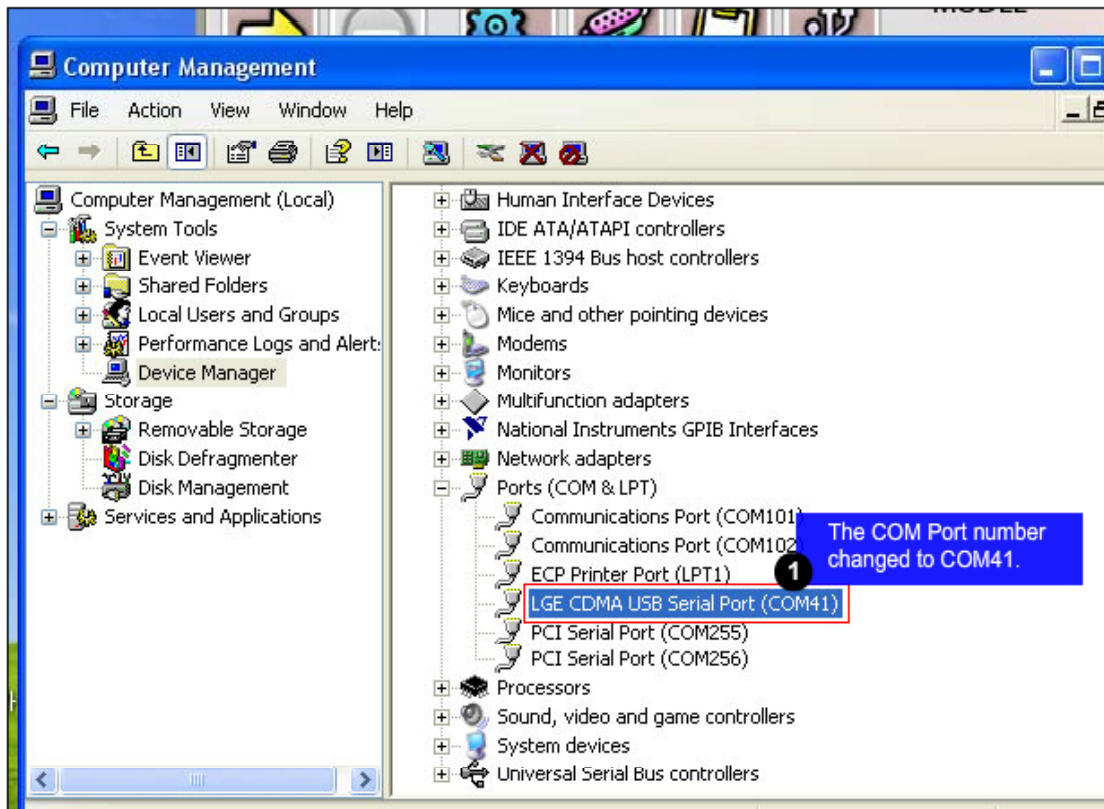 Computer Management
File Action View Window Help
Computer Management (Local)
System Tools
Event Viewer
Shared Folders
Local Users and Groups
Performance Logs and Alert:
Device Manager
Storage
Removable Storage
Disk Defragmenter
Disk Management
Services and Applications
Human Interface Devices
IDE ATA/ATAPI controllers
IEEE 1394 Bus host controllers
Keyboards
Mice and other pointing devices
Modems
Monitors
Multifunction adapters
National Instruments GPIB Interfaces
Network adapters
Ports (COM & LPT)
Communications Port (COM101)
Communications Port (COM102
ECP Printer Port (LPT1)
LGE CDMA USB Serial Port (COM41)
PCI Serial Port (COM255)
PCI Serial Port (COM256)
Processors
Sound, video and game controllers
System devices
Universal Serial Bus controllers
1
The COM Port number
changed to COM41.